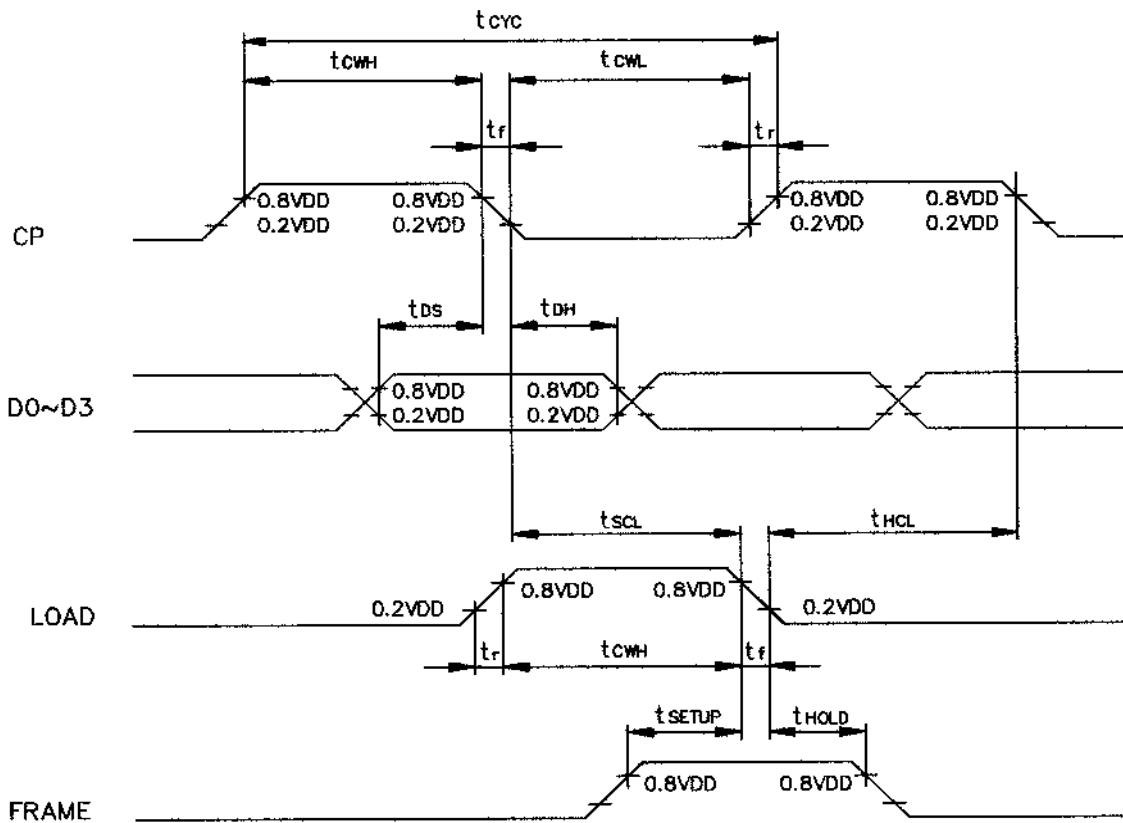 tCYC
tCWH tCWL
tf tr
0.8VDD 0.8VDD 0.8VDD 0.8VDD
CP 0.2VDD 0.2VDD 0.2VDD 0.2VDD
tDS tDH
0.8VDD 0.8VDD
D0~D3 0.2VDD 0.2VDD
tSCL tHCL
0.8VDD 0.8VDD
LOAD 0.2VDD 0.2VDD
tr tCWH tf
tSETUP tHOLD
0.8VDD 0.8VDD
FRAME